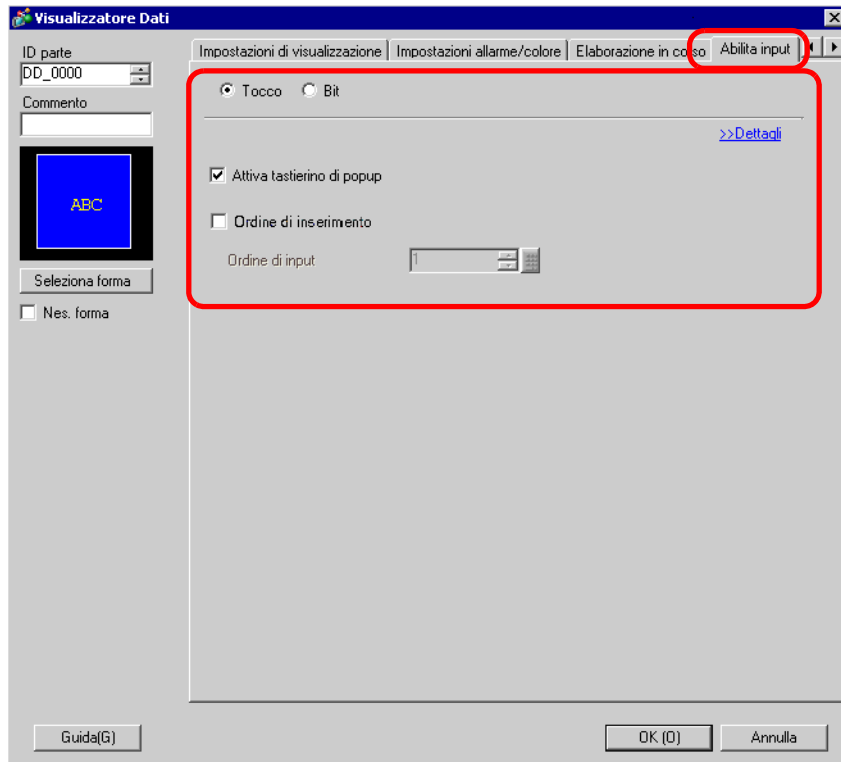 Visualizzatore Dati
ID parte
DD_0000
Commento
ABC
Seleziona forma
Nes. forma
Impostazioni di visualizzazione
Impostazioni allarme/colore
Elaborazione in corso
Abilita input
Tocco
Bit
>>Dettagli
Attiva tastierino di popup
Ordine di inserimento
Ordine di input
1
Guida(G)
OK (O)
Annulla